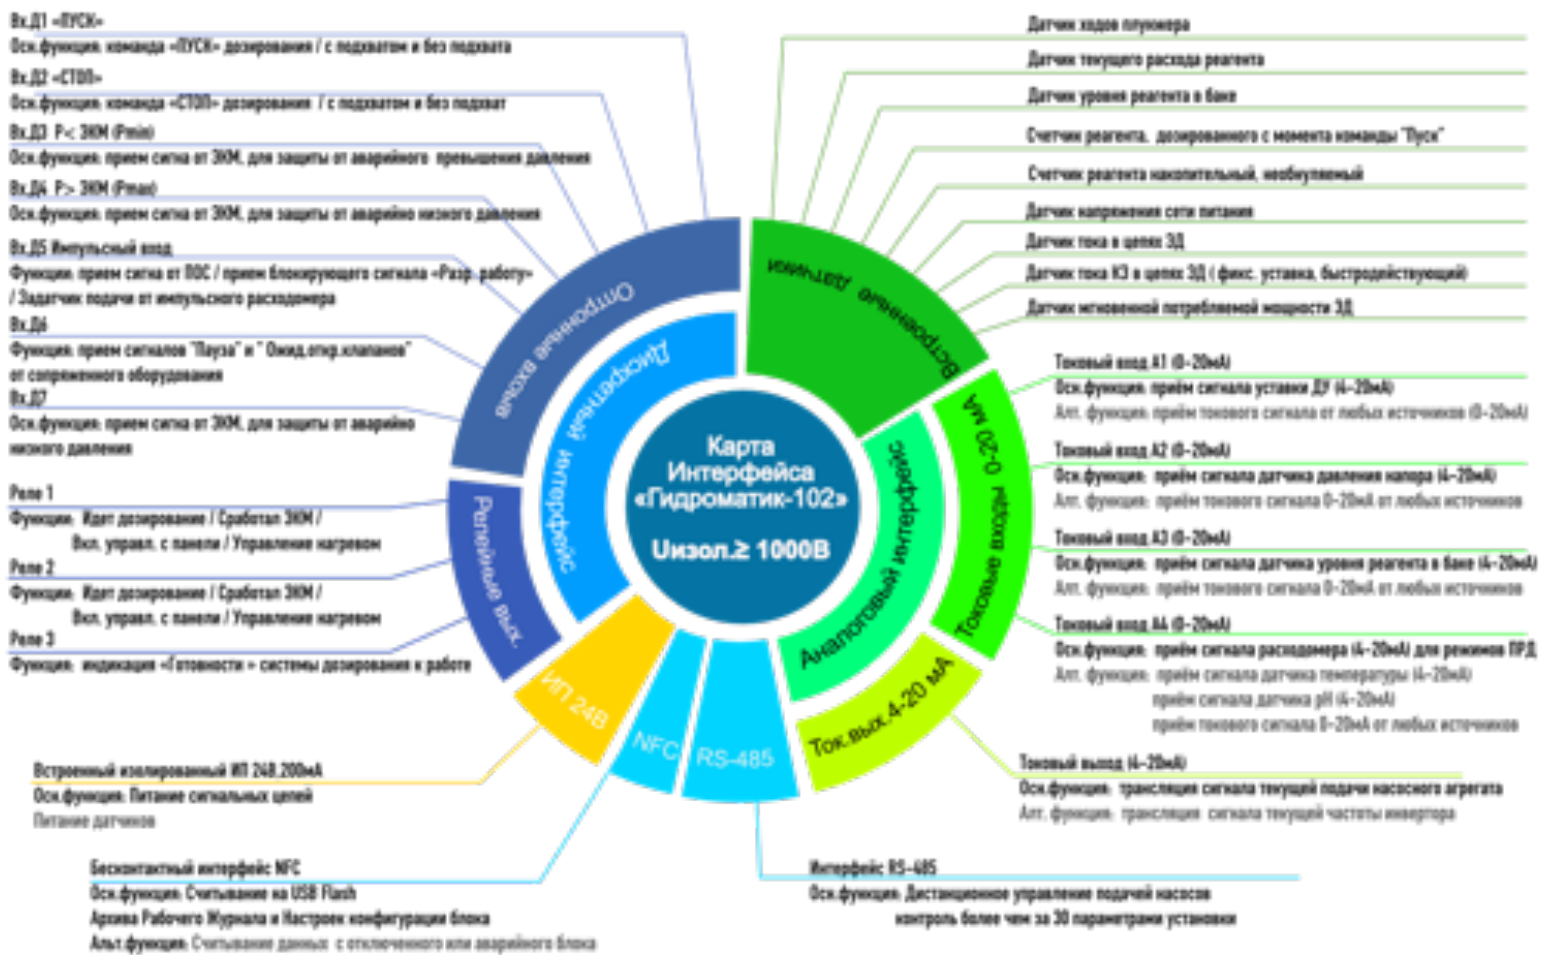 Вх.Д1 «ПУСК»
Осн.функция: команда «ПУСК» дозирования / с подхватом и без подхвата
Вх.Д2 «СТОП»
Осн.функция: команда «СТОП» дозирования / с подхватом и без подхват
Вх.Д3 Р< ЭКМ (Pmin)
Осн.функция: прием сигна от ЭКМ, для защиты от аварийного превышения давления
Вх.Д4 Р> ЭКМ (Pmax)
Осн.функция: прием сигна от ЭКМ, для защиты от аварийно низкого давления
Вх.Д5 Импульсный вход
Функции: прием сигна от ПОС / прием блокирующего сигнала «Разр. работу»
/ Задатчик подачи от импульсного расходомера
Вх.Д6
Функция: прием сигналов "Пауза" и " Ожид.откр.клапанов"
от сопряженного оборудования
Вх.Д7
Осн.функция: прием сигна от ЭКМ, для защиты от аварийно
низкого давления
Реле 1
Функции: Идет дозирование / Сработал ЭКМ /
Вкл. управл. с панели / Управление нагревом
Реле 2
Функции: Идет дозирование / Сработал ЭКМ /
Вкл. управл. с панели / Управление нагревом
Реле 3
Функция: индикация «Готовности » системы дозирования к работе
Встроенный изолированный ИП 24В,200мА
Осн.функция: Питание сигнальных цепей
Питание датчиков
Бесконтактный интерфейс NFC
Осн.функция: Считывание на USB Flash
Архива Рабочего Журнала и Настроек конфигурации блока
Альт.функция: Считывание данных с отключенного или аварийного блока
Оптронные входы
Дискретный интерфейс
Релейные вых.
ИП 24В
NFC
RS-485
Карта
Интерфейса
«Гидроматик-102»
Uизол.≥ 1000В
Встроенные датчики
Токовые входы 0-20 мА
Аналоговый интерфейс
Ток.вых.4-20 мА
Датчик ходов плунжера
Датчик текущего расхода реагента
Датчик уровня реагента в баке
Счетчик реагента, дозированного с момента команды "Пуск"
Счетчик реагента накопительный, необнуляемый
Датчик напряжения сети питания
Датчик тока в цепях ЭД
Датчик тока КЗ в цепях ЭД ( фикс. уставка, быстродействующий)
Датчик мгновенной потребляемой мощности ЭД
Токовый вход А1 (0-20мА)
Осн.функция: приём сигнала уставки ДУ (4-20мА)
Алт. функция: приём токового сигнала от любых источников (0-20мА)
Токовый вход А2 (0-20мА)
Осн.функция: приём сигнала датчика давления напора (4-20мА)
Алт. функция: приём токового сигнала 0-20мА от любых источников
Токовый вход А3 (0-20мА)
Осн.функция: приём сигнала датчика уровня реагента в баке (4-20мА)
Алт. функция: приём токового сигнала 0-20мА от любых источников
Токовый вход А4 (0-20мА)
Осн.функция: приём сигнала расходомера (4-20мА) для режимов ПРД
Алт. функция: приём сигнала датчика температуры (4-20мА)
приём сигнала датчика рН (4-20мА)
приём токового сигнала 0-20мА от любых источников
Токовый выход (4-20мА)
Осн.функция: трансляция сигнала текущей подачи насосного агрегата
Алт. функция: трансляция сигнала текущей частоты инвертора
Интерфейс RS-485
Осн.функция: Дистанционое управление подачей насосов
контроль более чем за 30 параметрами установки